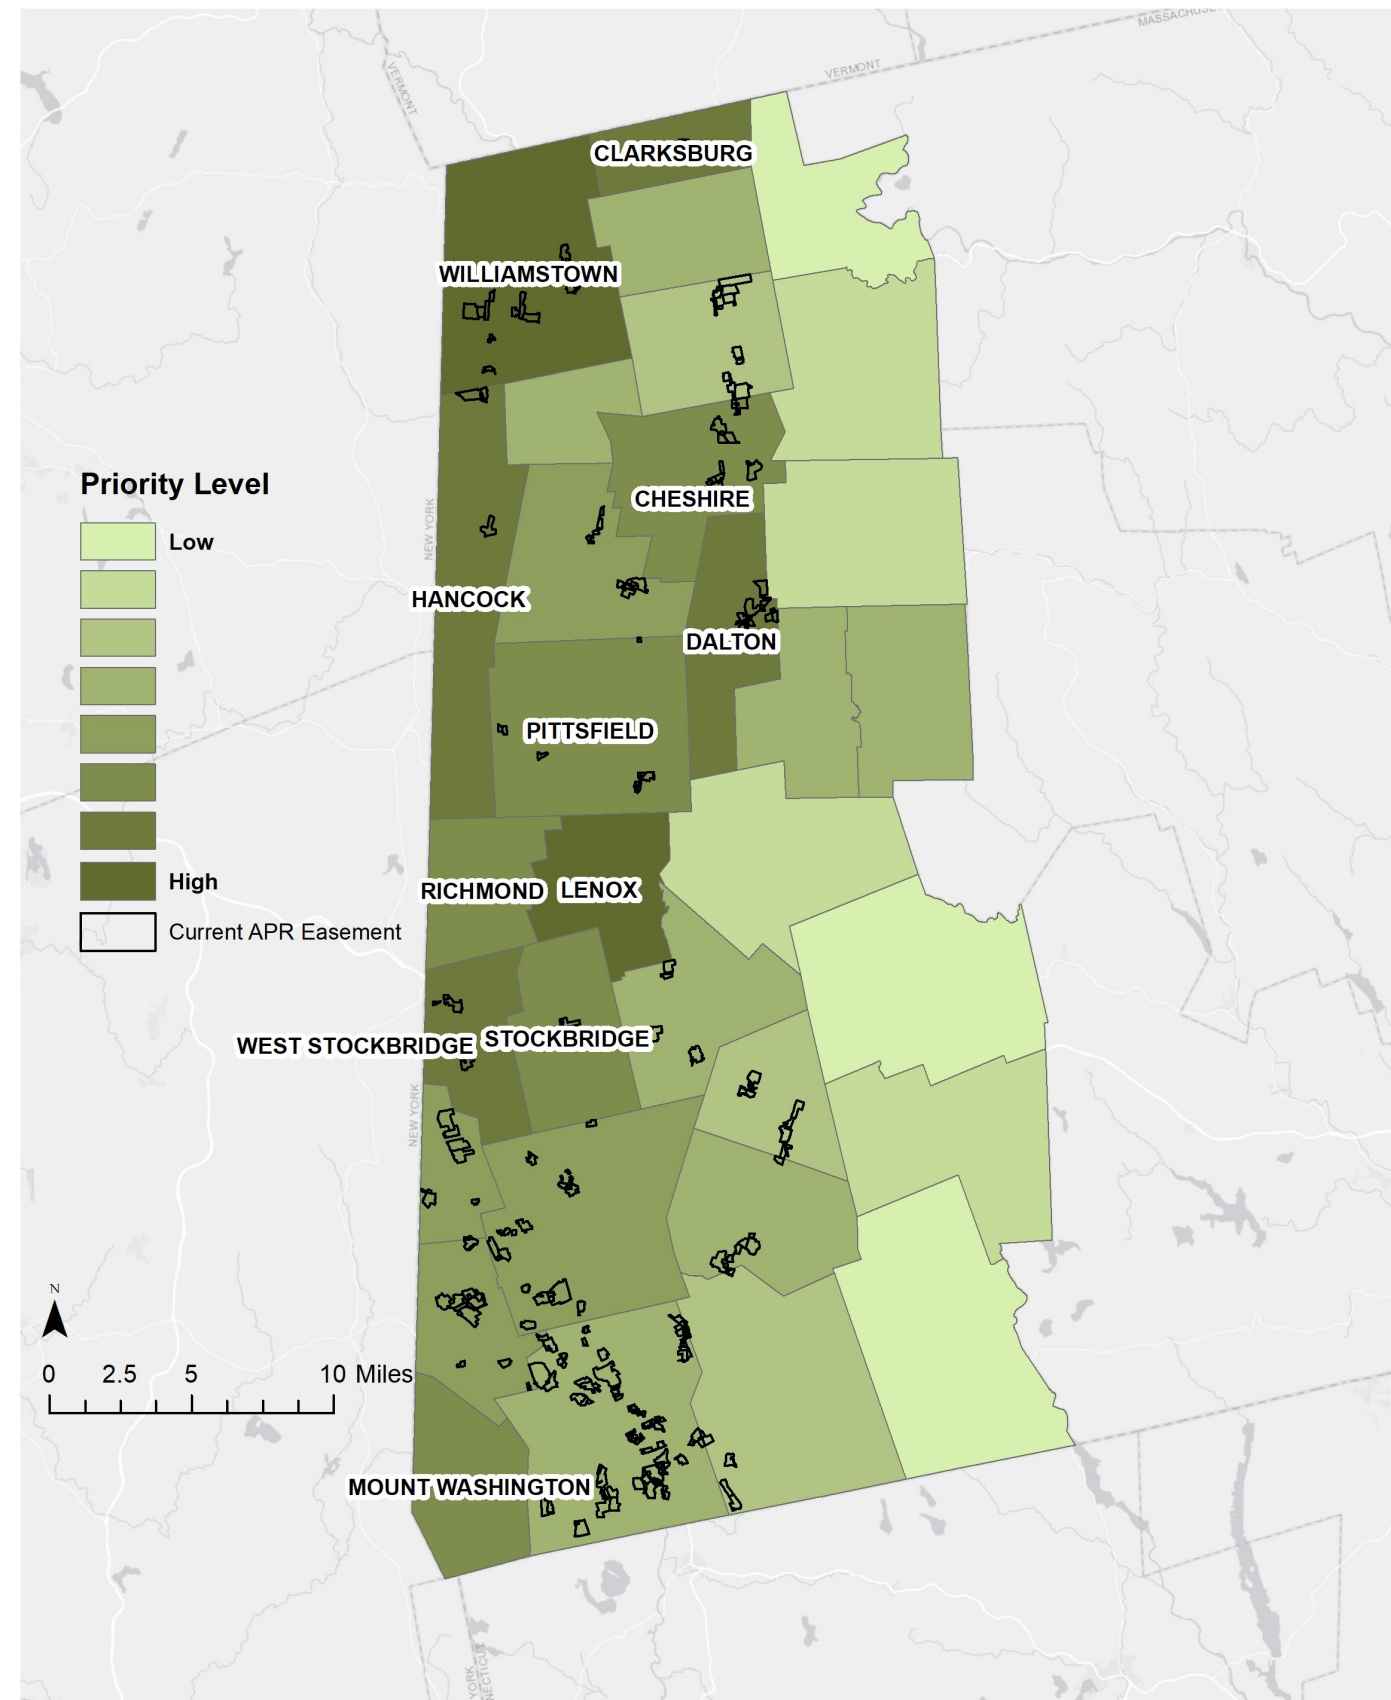 MASSACHUSE
VERMONT
VERMONT
CLARKSBURG
WILLIAMSTOWN
Priority Level
Low
High
Current APR Easement
NEW YORK
CHESHIRE
HANCOCK
DALTON
PITTSFIELD
RICHMOND
LENOX
WEST STOCKBRIDGE
STOCKBRIDGE
NEW YORK
N
0 2.5 5 10 Miles
MOUNT WASHINGTON
YORK
NECTICUT